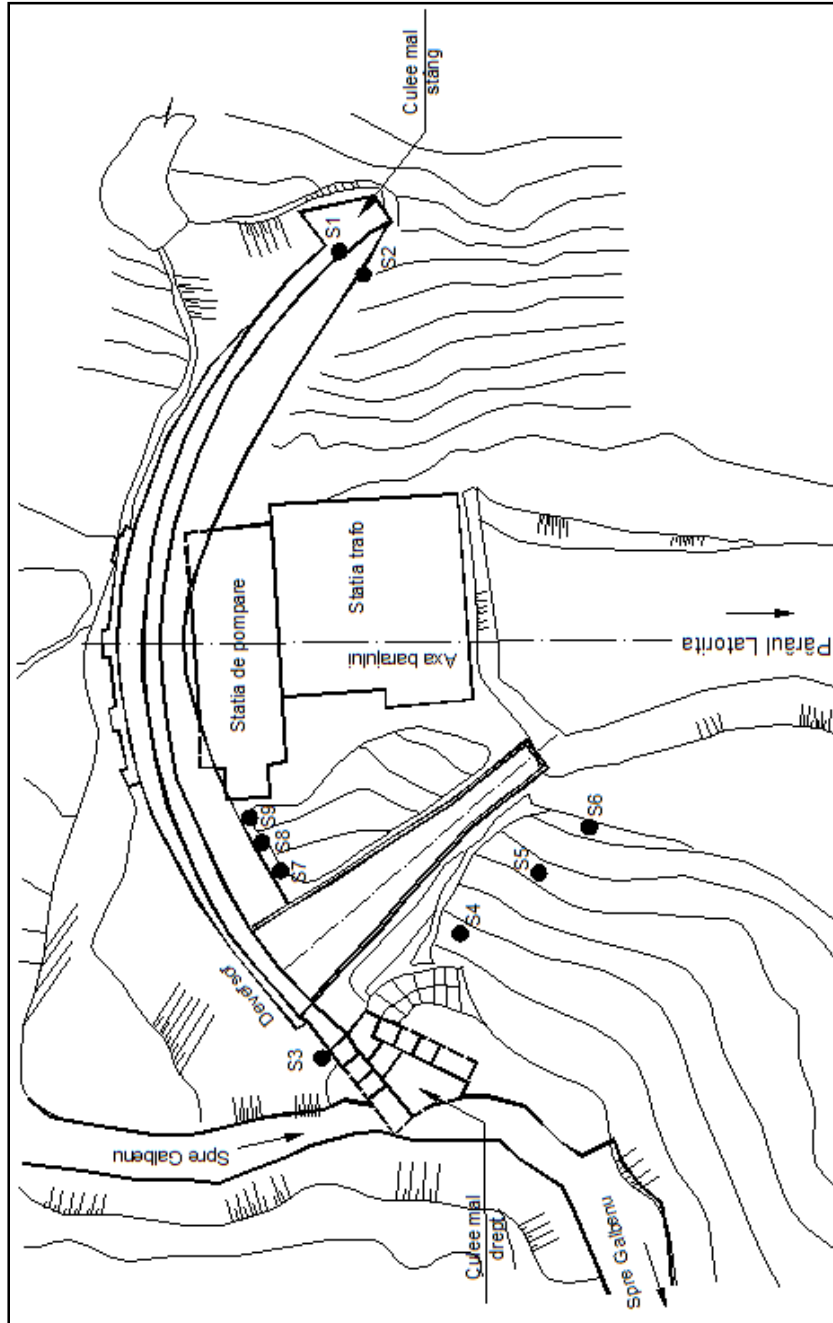 Culee mal
stâng
S1
S2
Statia trafo
Statia de pompare
Axa barajului
Pârâul Latorita
S9
S8
S7
S6
S5
S4
Deversor
S3
Spre Galbenu
Culee mal
drept
Spre Galbenu